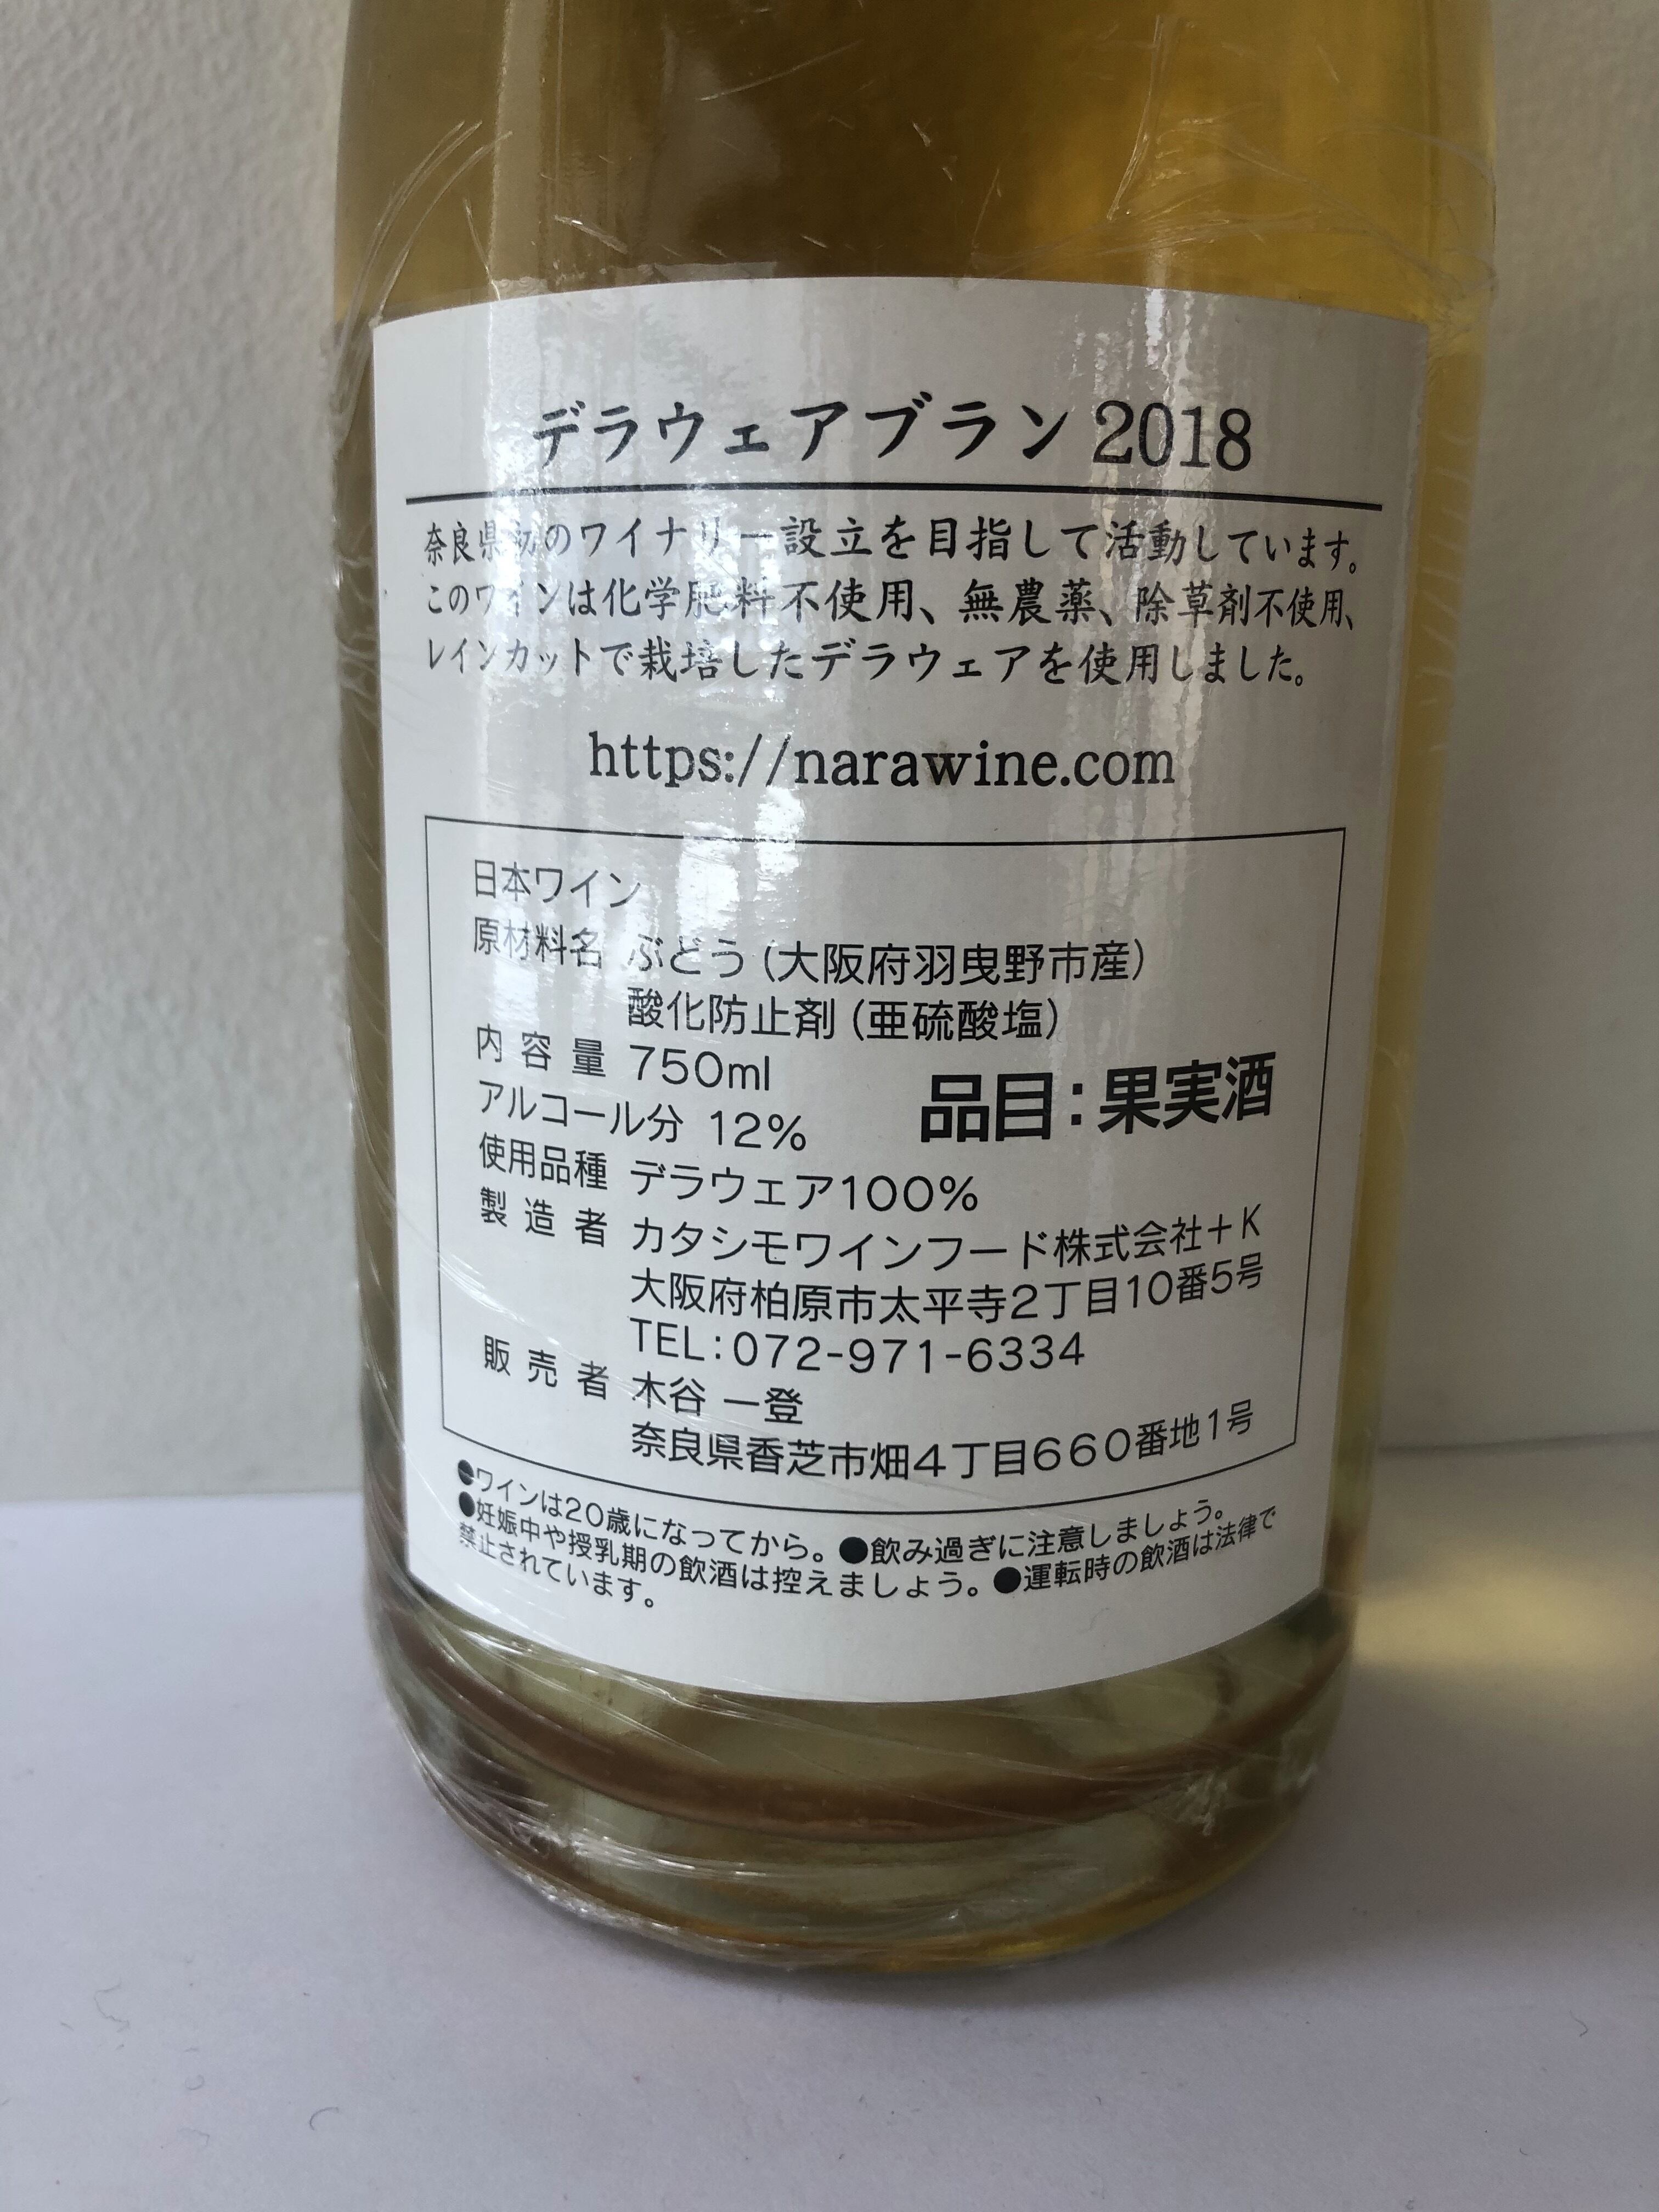 デラウェアブラン 2018
奈良県初のワイナリー設立を目指して活動しています。
このワインは化学肥料不使用、無農薬、除草剤不使用、
レインカットで栽培したデラウェアを使用しました。
https://narawine.com
日本ワイン
原材料名 ぶどう (大阪府羽曳野市産)
酸化防止剤 (亜硫酸塩)
内容量 750ml
品目:果実酒
アルコール分 12%
使用品種 デラウェア100%
製造者 カタシモワインフード株式会社+K
大阪府柏原市太平寺2丁目10番5号
TEL:072-971-6334
販売者 木谷 一登
奈良県香芝市畑4丁目660番地1号
●ワインは20歳になってから。●飲み過ぎに注意しましょう。
●妊娠中や授乳期の飲酒は控えましょう。●運転時の飲酒は法律で
禁止されています。